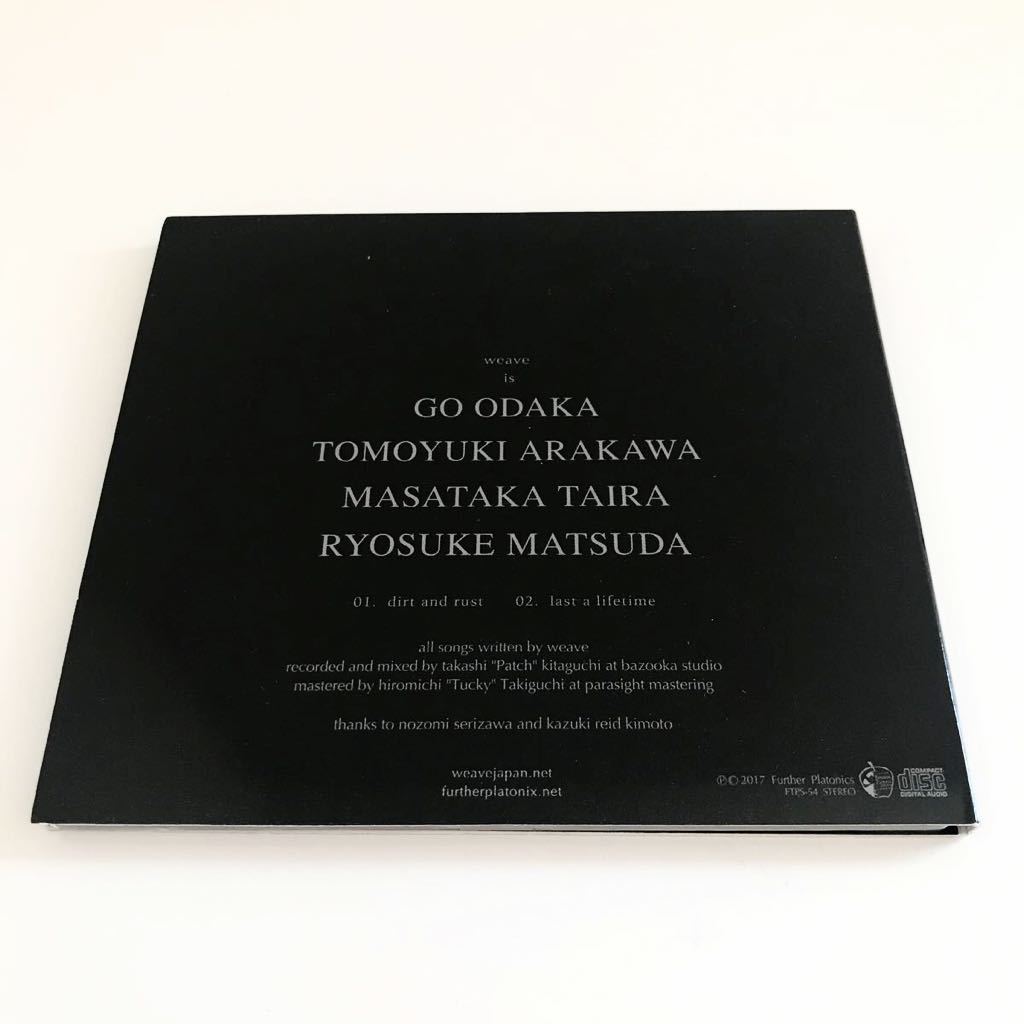 weave
is
GO ODAKA
TOMOYUKI ARAKAWA
MASATAKA TAIRA
RYOSUKE MATSUDA
01. dirt and rust 02. last a lifetime
all songs written by weave
recorded and mixed by takashi "Patch" kitaguchi at bazooka studio
mastered by hiromichi "Tucky" Takiguchi at parasight mastering
thanks to nozomi serizawa and kazuki reid kimoto
weavejapan.net
furtherplatonix.net
℗©2017 Further Platonics
FTPS-54 STEREO
COMPACT
disc
DIGITAL AUDIO